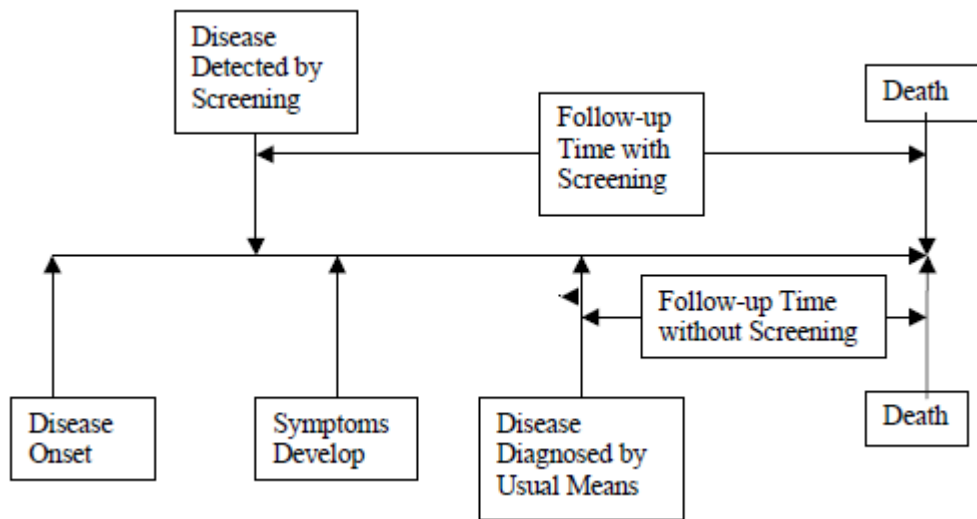 Disease
Detected by
Screening
Follow-up
Time with
Screening
Death
Follow-up Time
without Screening
Disease
Onset
Symptoms
Develop
Disease
Diagnosed by
Usual Means
Death